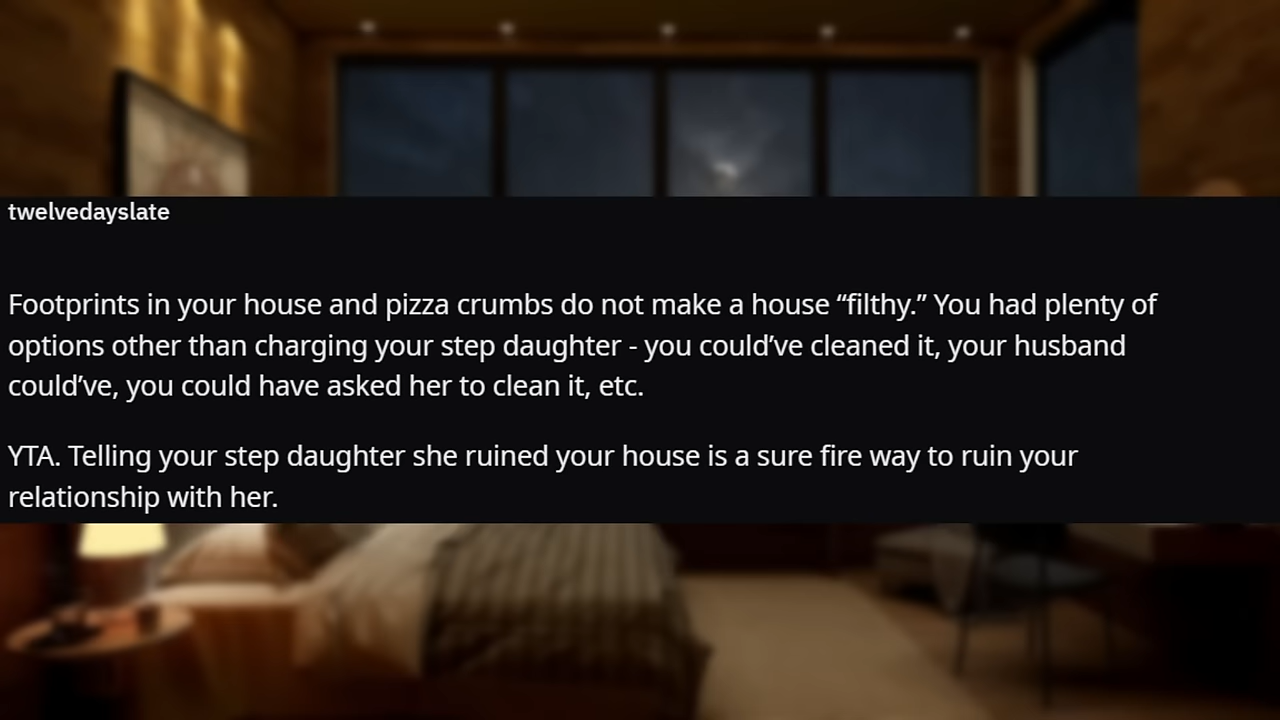 twelvedayslate
Footprints in your house and pizza crumbs do not make a house “filthy.” You had plenty of
options other than charging your step daughter - you could’ve cleaned it, your husband
could’ve, you could have asked her to clean it, etc.
YTA. Telling your step daughter she ruined your house is a sure fire way to ruin your
relationship with her.